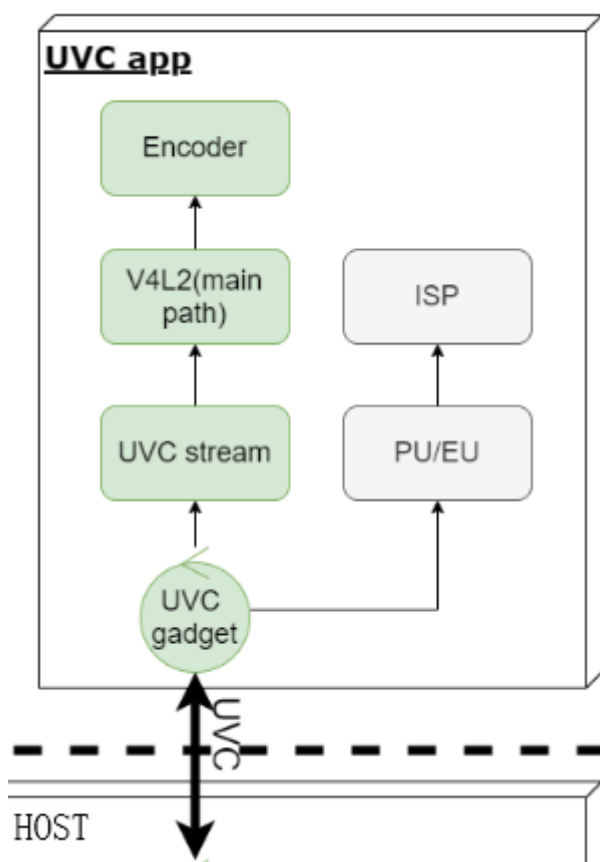 UVC app
Encoder
V4L2(main
path)
ISP
UVC stream
PU/EU
UVC
gadget
UVC
HOST